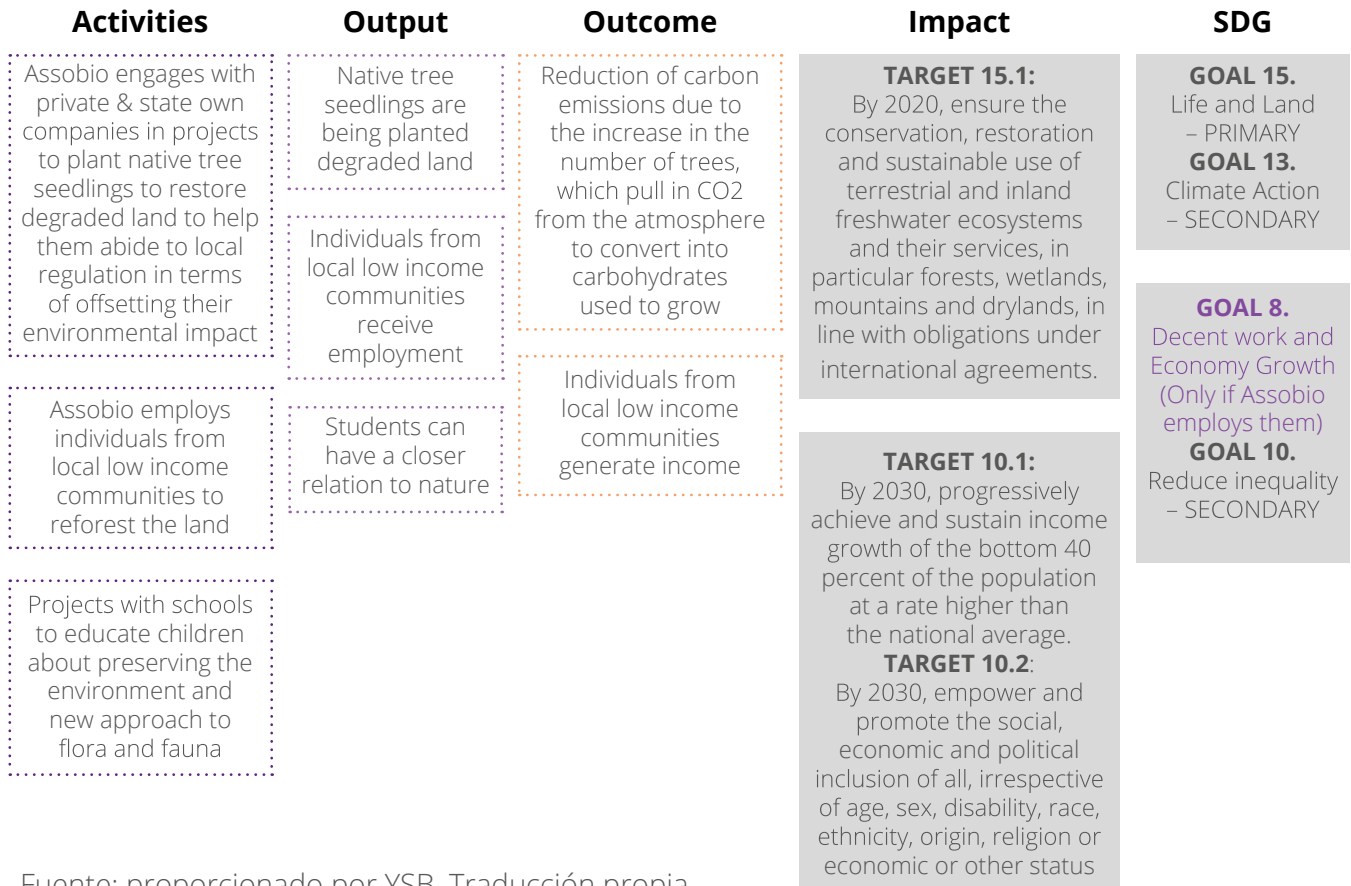 Activities
Assobio engages with
private & state own
companies in projects
to plant native tree
seedlings to restore
degraded land to help
them abide to local
regulation in terms
of offsetting their
environmental impact
Assobio employs
individuals from
local low income
communities to
reforest the land
Projects with schools
to educate children
about preserving the
environment and
new approach to
flora and fauna
Output
Native tree
seedlings are
being planted
degraded land
Individuals from
local low income
communities
receive
employment
Students can
have a closer
relation to nature
Outcome
Reduction of carbon
emissions due to
the increase in the
number of trees,
which pull in CO2
from the atmosphere
to convert into
carbohydrates
used to grow
Individuals from
local low income
communities
generate income
Impact
TARGET 15.1:
By 2020, ensure the
conservation, restoration
and sustainable use of
terrestrial and inland
freshwater ecosystems
and their services, in
particular forests, wetlands,
mountains and drylands, in
line with obligations under
international agreements.
TARGET 10.1:
By 2030, progressively
achieve and sustain income
growth of the bottom 40
percent of the population
at a rate higher than
the national average.
TARGET 10.2:
By 2030, empower and
promote the social,
economic and political
inclusion of all, irrespective
of age, sex, disability, race,
ethnicity, origin, religion or
economic or other status
SDG
GOAL 15.
Life and Land
– PRIMARY
GOAL 13.
Climate Action
– SECONDARY
GOAL 8.
Decent work and
Economy Growth
(Only if Assobio
employs them)
GOAL 10.
Reduce inequality
– SECONDARY
Fuente: proporcionado por YSB. Traducción propia